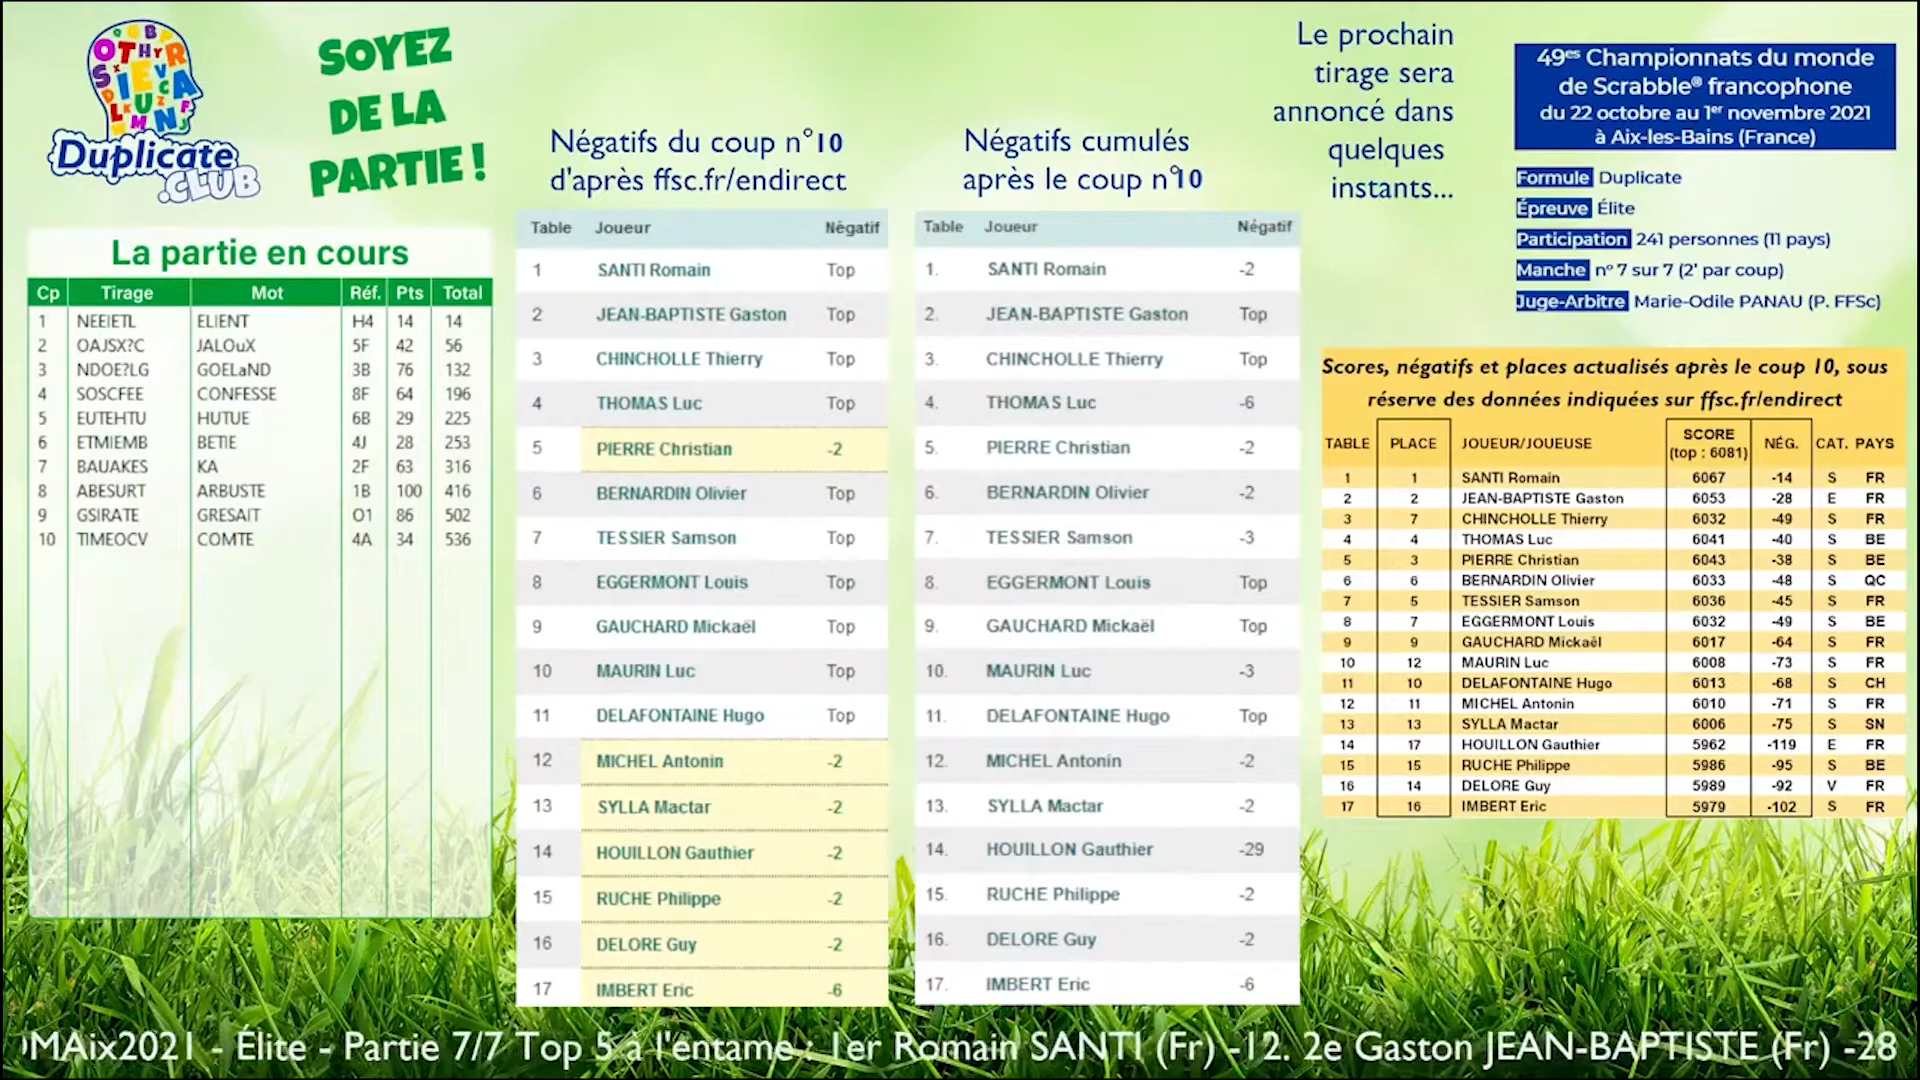 Duplicate
.CLUB
SOYEZ
DE LA
PARTIE !
La partie en cours
Cp Tirage Mot Réf. Pts Total
1 NEEIETL ELIENT H4 14 14
2 OAJSX?C JALOuX 5F 42 56
3 NDOE?LG GOELaND 3B 76 132
4 SOSCFEE CONFESSE 8F 64 196
5 EUTEHTU HUTUE 6B 29 225
6 ETMIEMB BETIE 4J 28 253
7 BAUAKES KA 2F 63 316
8 ABESURT ARBUSTE 1B 100 416
9 GSIRATE GRESAIT O1 86 502
10 TIMEOCV COMTE 4A 34 536
Négatifs du coup n°10
d'après ffsc.fr/endirect
Table Joueur Négatif
1 SANTI Romain Top
2 JEAN-BAPTISTE Gaston Top
3 CHINCHOLLE Thierry Top
4 THOMAS Luc Top
5 PIERRE Christian -2
6 BERNARDIN Olivier Top
7 TESSIER Samson Top
8 EGGERMONT Louis Top
9 GAUCHARD Mickaël Top
10 MAURIN Luc Top
11 DELAFONTAINE Hugo Top
12 MICHEL Antonin -2
13 SYLLA Mactar -2
14 HOUILLON Gauthier -2
15 RUCHE Philippe -2
16 DELORE Guy -2
17 IMBERT Eric -6
Négatifs cumulés
après le coup n°10
Table Joueur Négatif
1. SANTI Romain -2
2. JEAN-BAPTISTE Gaston Top
3. CHINCHOLLE Thierry Top
4. THOMAS Luc -6
5. PIERRE Christian -2
6. BERNARDIN Olivier -2
7. TESSIER Samson -3
8. EGGERMONT Louis Top
9. GAUCHARD Mickaël Top
10. MAURIN Luc -3
11. DELAFONTAINE Hugo Top
12. MICHEL Antonin -2
13. SYLLA Mactar -2
14. HOUILLON Gauthier -29
15. RUCHE Philippe -2
16. DELORE Guy -2
17. IMBERT Eric -6
Le prochain
tirage sera
annoncé dans
quelques
instants...
49es Championnats du monde
de Scrabble® francophone
du 22 octobre au 1er novembre 2021
à Aix-les-Bains (France)
Formule Duplicate
Épreuve Élite
Participation 241 personnes (11 pays)
Manche n° 7 sur 7 (2' par coup)
Juge-Arbitre Marie-Odile PANAU (P. FFSc)
Scores, négatifs et places actualisés après le coup 10, sous
réserve des données indiquées sur ffsc.fr/endirect
TABLE PLACE JOUEUR/JOUEUSE SCORE (top : 6081) NÉG. CAT. PAYS
1 1 SANTI Romain 6067 -14 S FR
2 2 JEAN-BAPTISTE Gaston 6053 -28 E FR
3 7 CHINCHOLLE Thierry 6032 -49 S FR
4 4 THOMAS Luc 6041 -40 S BE
5 3 PIERRE Christian 6043 -38 S BE
6 6 BERNARDIN Olivier 6033 -48 S QC
7 5 TESSIER Samson 6036 -45 S FR
8 7 EGGERMONT Louis 6032 -49 S BE
9 9 GAUCHARD Mickaël 6017 -64 S FR
10 12 MAURIN Luc 6008 -73 S FR
11 10 DELAFONTAINE Hugo 6013 -68 S CH
12 11 MICHEL Antonin 6010 -71 S FR
13 13 SYLLA Mactar 6006 -75 S SN
14 17 HOUILLON Gauthier 5962 -119 E FR
15 15 RUCHE Philippe 5986 -95 S BE
16 14 DELORE Guy 5989 -92 V FR
17 16 IMBERT Eric 5979 -102 S FR
MAix2021 - Élite - Partie 7/7 Top 5 à l'entame : 1er Romain SANTI (Fr) -12. 2e Gaston JEAN-BAPTISTE (Fr) -28